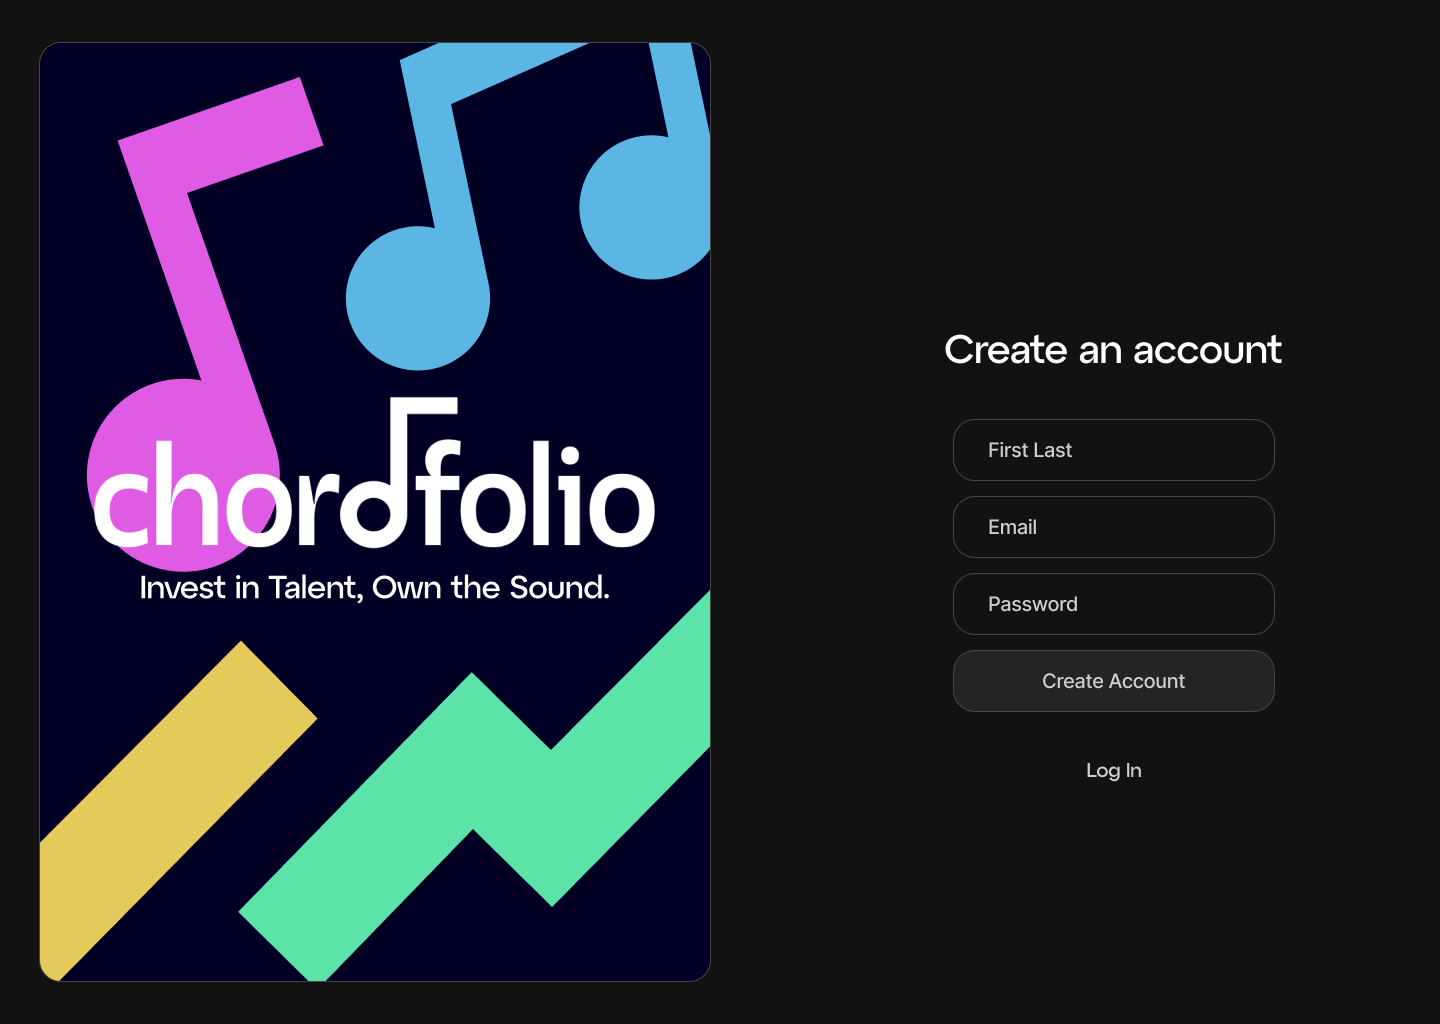 chordfolio
Invest in Talent, Own the Sound.
Create an account
First Last
Email
Password
Create Account
Log In